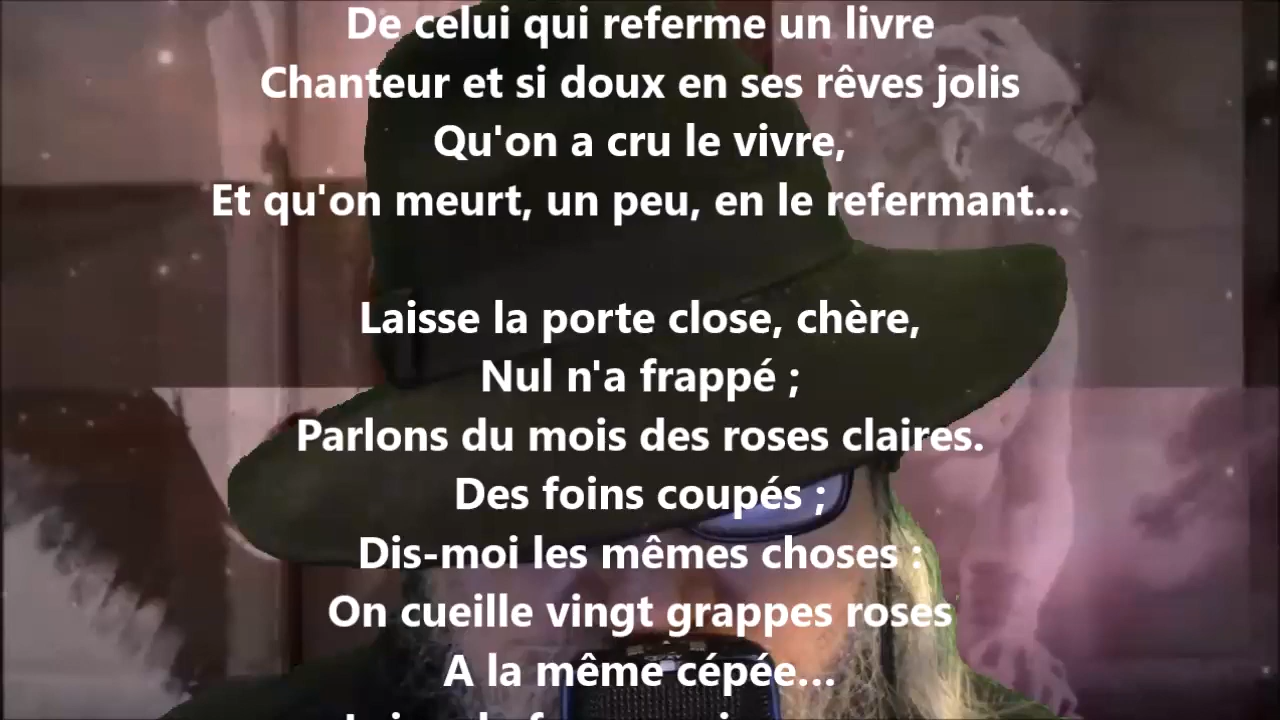 De celui qui referme un livre
Chanteur et si doux en ses rêves jolis
Qu'on a cru le vivre,
Et qu'on meurt, un peu, en le refermant...
Laisse la porte close, chère,
Nul n'a frappé ;
Parlons du mois des roses claires.
Des foins coupés ;
Dis-moi les mêmes choses :
On cueille vingt grappes roses
A la même cépée...